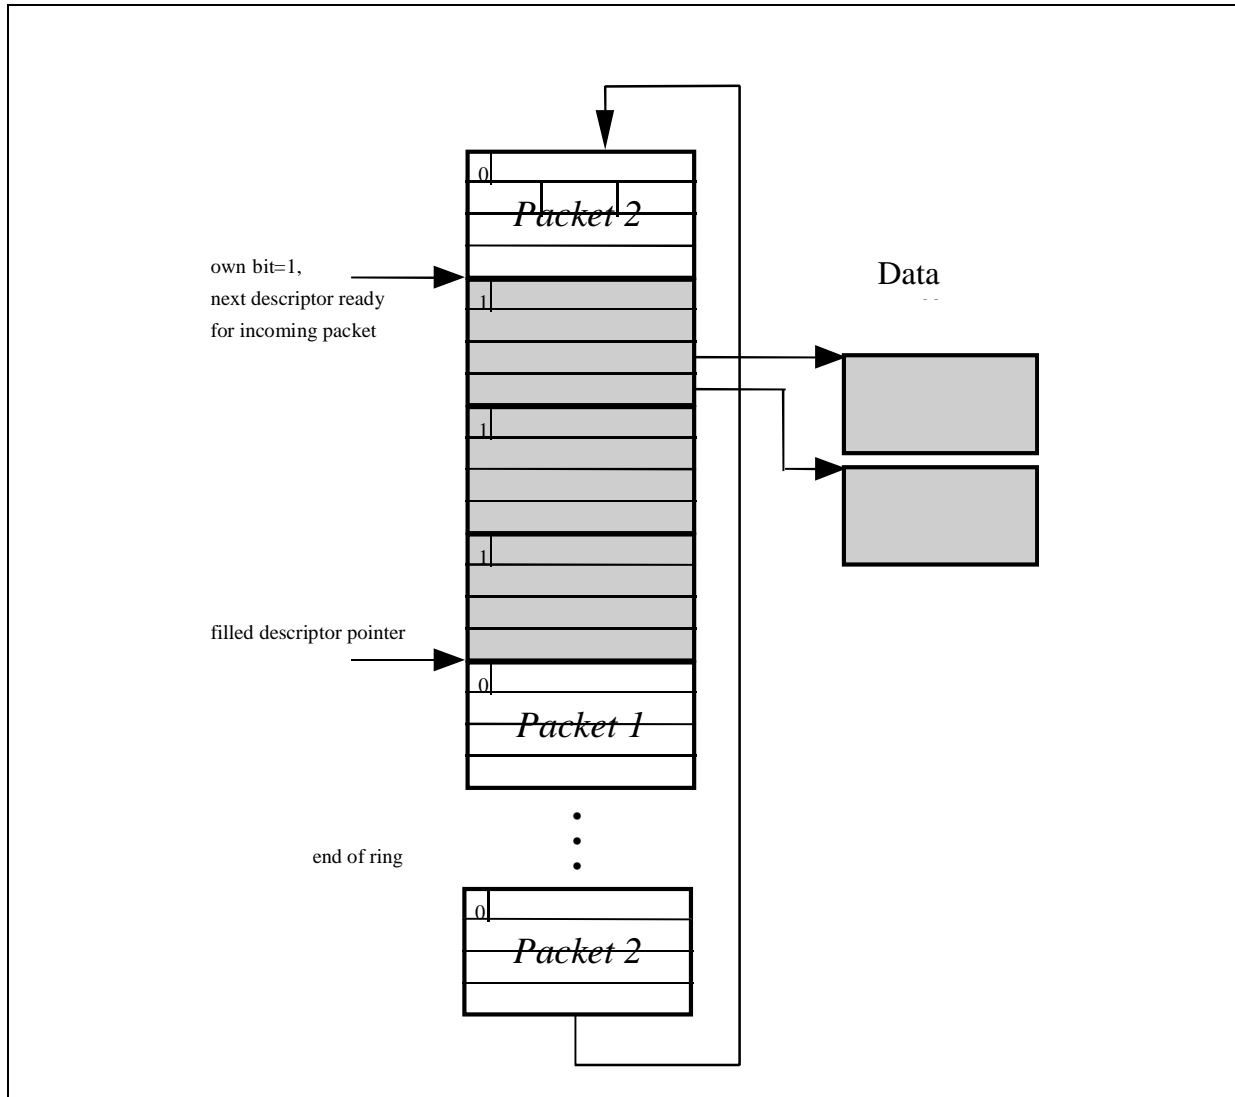 0
Packet 2
own bit=1,
next descriptor ready
for incoming packet
1
Data
1
1
filled descriptor pointer
0
Packet 1
end of ring
0
Packet 2